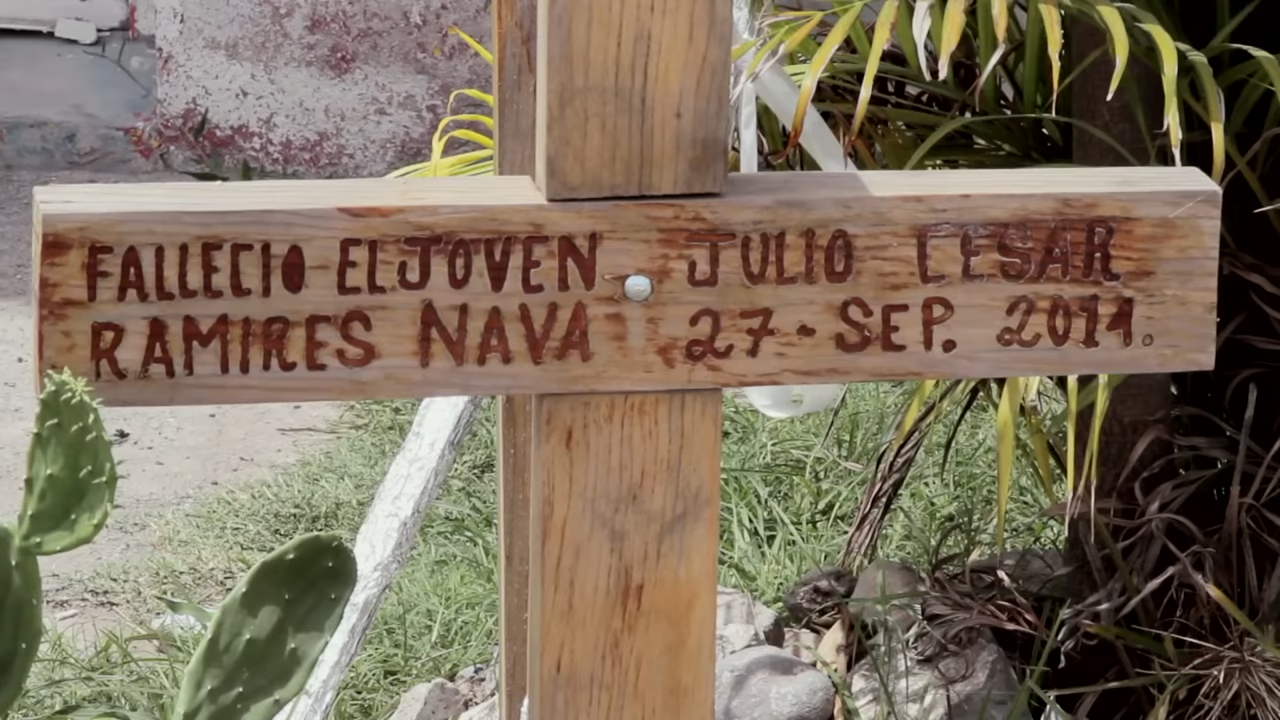 FALLECIO EL JOVEN JULIO CESAR
RAMIRES NAVA 27-SEP. 2014.